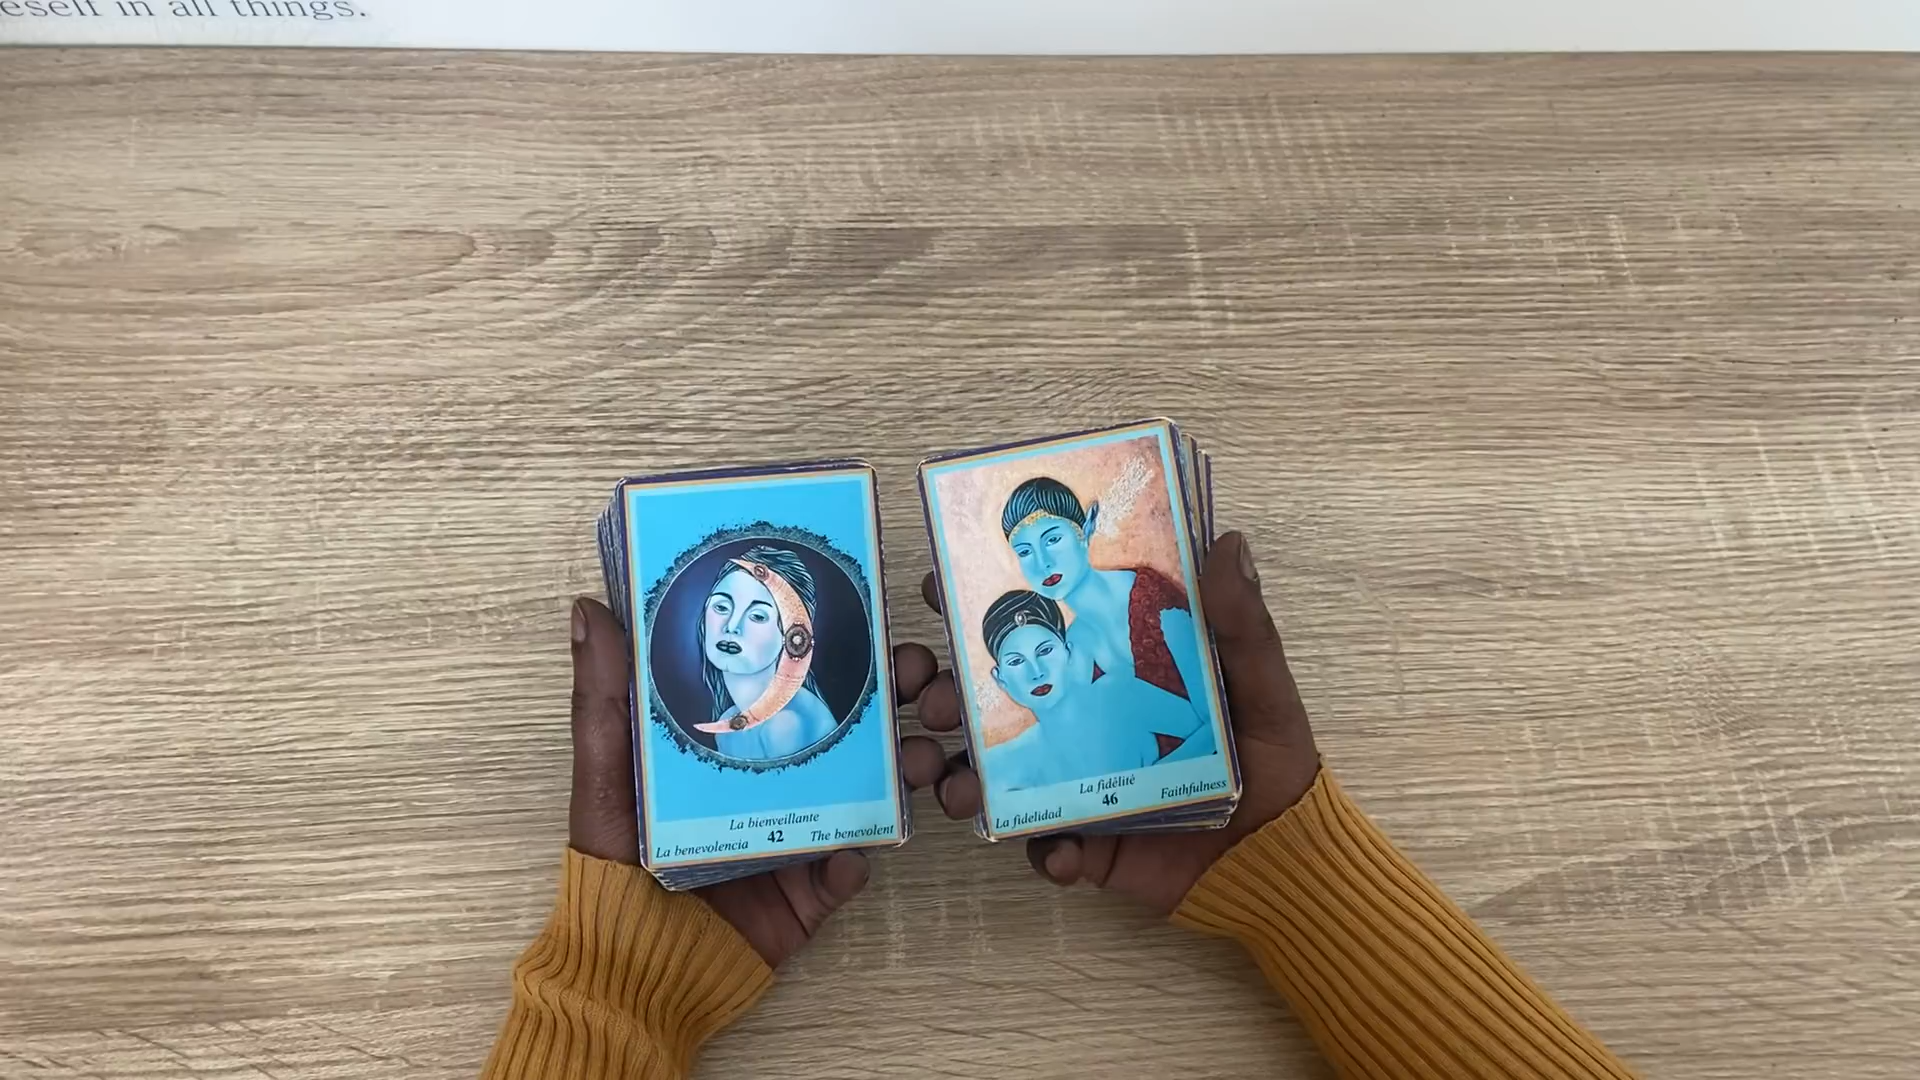 eself in all things.
La bienveillante
La benevolencia 42 The benevolent
La fidélité
La fidelidad 46 Faithfulness